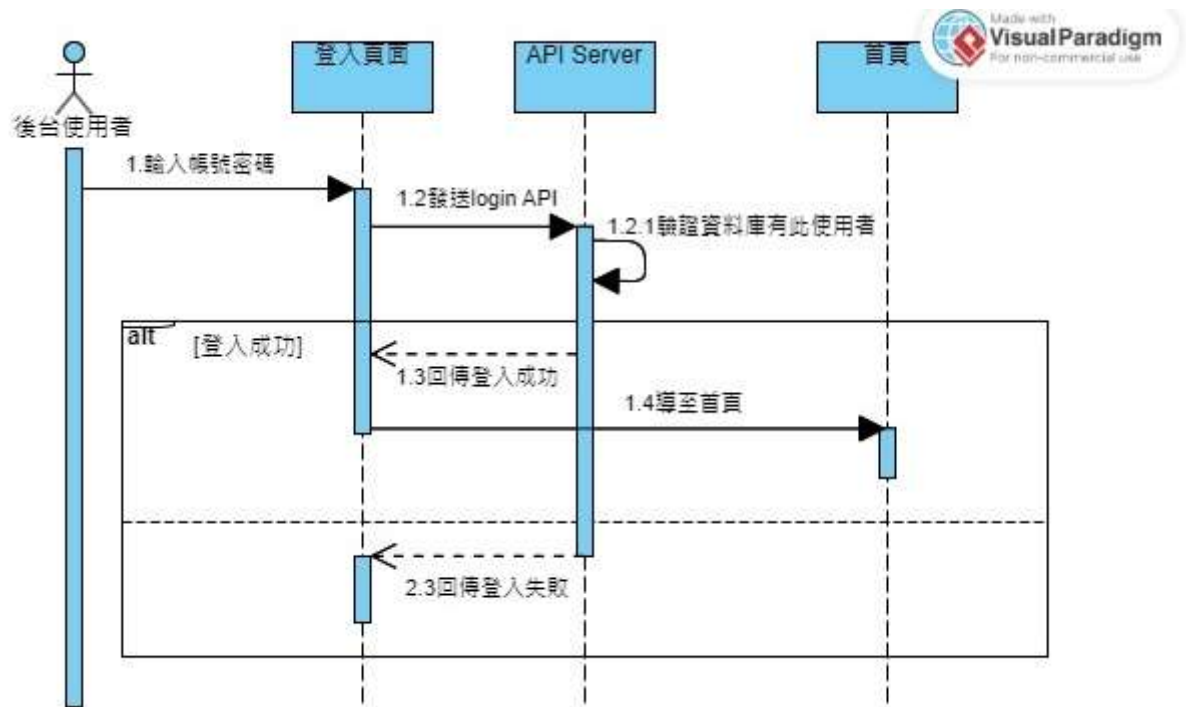 Made with
Visual Paradigm
For non-commercial use
登入頁面
API Server
首頁
後台使用者
1.輸入帳號密碼
1.2發送login API
1.2.1驗證資料庫有此使用者
alt
[登入成功]
1.3回傳登入成功
1.4導至首頁
2.3回傳登入失敗